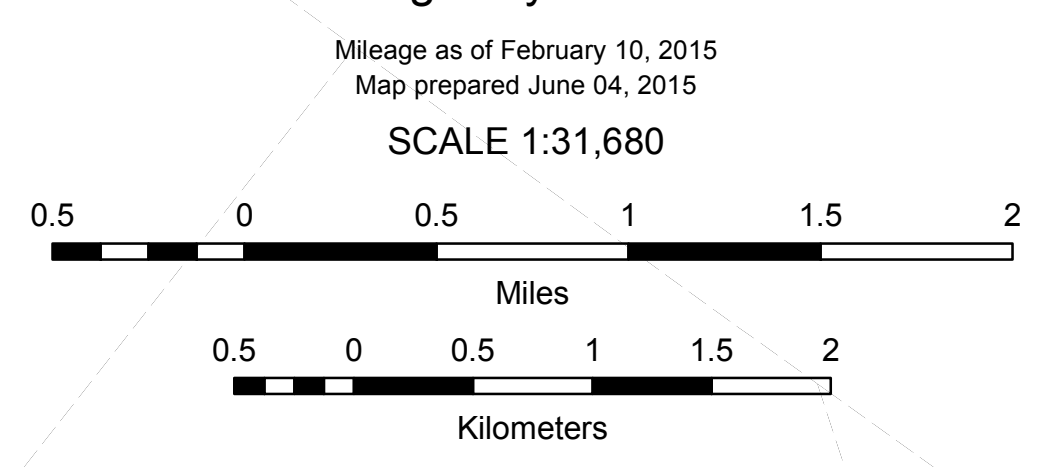 Mileage as of February 10, 2015
Map prepared June 04, 2015
SCALE 1:31,680
0.5 0 0.5 1 1.5 2
Miles
0.5 0 0.5 1 1.5 2
Kilometers